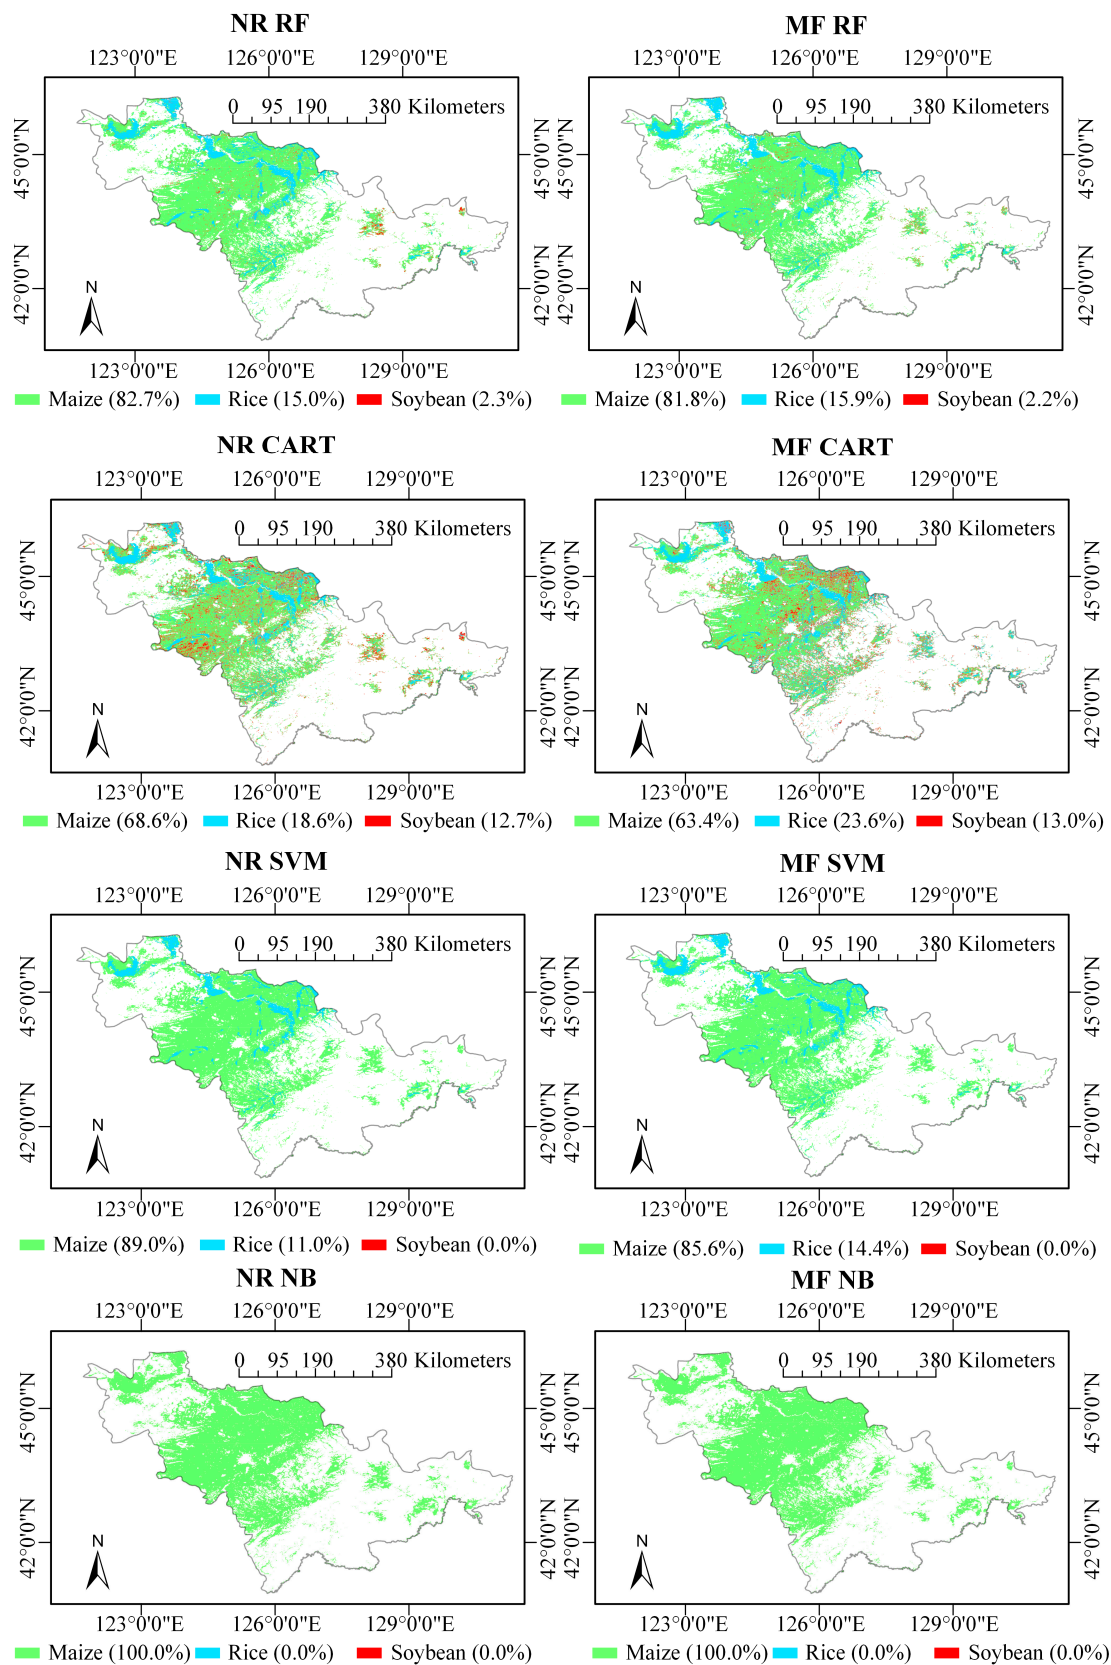 NR RF
MF RF
123°0'0"E 126°0'0"E 129°0'0"E
123°0'0"E 126°0'0"E 129°0'0"E
0 95 190 380 Kilometers
0 95 190 380 Kilometers
45°0'0"N
45°0'0"N
45°0'0"N
45°0'0"N
42°0'0"N
42°0'0"N
42°0'0"N
42°0'0"N
N
N
123°0'0"E 126°0'0"E 129°0'0"E
123°0'0"E 126°0'0"E 129°0'0"E
Maize (82.7%) Rice (15.0%) Soybean (2.3%)
Maize (81.8%) Rice (15.9%) Soybean (2.2%)
NR CART
MF CART
123°0'0"E 126°0'0"E 129°0'0"E
123°0'0"E 126°0'0"E 129°0'0"E
0 95 190 380 Kilometers
0 95 190 380 Kilometers
45°0'0"N
45°0'0"N
45°0'0"N
45°0'0"N
42°0'0"N
42°0'0"N
42°0'0"N
42°0'0"N
N
N
123°0'0"E 126°0'0"E 129°0'0"E
123°0'0"E 126°0'0"E 129°0'0"E
Maize (68.6%) Rice (18.6%) Soybean (12.7%)
Maize (63.4%) Rice (23.6%) Soybean (13.0%)
NR SVM
MF SVM
123°0'0"E 126°0'0"E 129°0'0"E
123°0'0"E 126°0'0"E 129°0'0"E
0 95 190 380 Kilometers
0 95 190 380 Kilometers
45°0'0"N
45°0'0"N
45°0'0"N
45°0'0"N
42°0'0"N
42°0'0"N
42°0'0"N
42°0'0"N
N
N
123°0'0"E 126°0'0"E 129°0'0"E
123°0'0"E 126°0'0"E 129°0'0"E
Maize (89.0%) Rice (11.0%) Soybean (0.0%)
Maize (85.6%) Rice (14.4%) Soybean (0.0%)
NR NB
MF NB
123°0'0"E 126°0'0"E 129°0'0"E
123°0'0"E 126°0'0"E 129°0'0"E
0 95 190 380 Kilometers
0 95 190 380 Kilometers
45°0'0"N
45°0'0"N
45°0'0"N
45°0'0"N
42°0'0"N
42°0'0"N
42°0'0"N
42°0'0"N
N
N
123°0'0"E 126°0'0"E 129°0'0"E
123°0'0"E 126°0'0"E 129°0'0"E
Maize (100.0%) Rice (0.0%) Soybean (0.0%)
Maize (100.0%) Rice (0.0%) Soybean (0.0%)